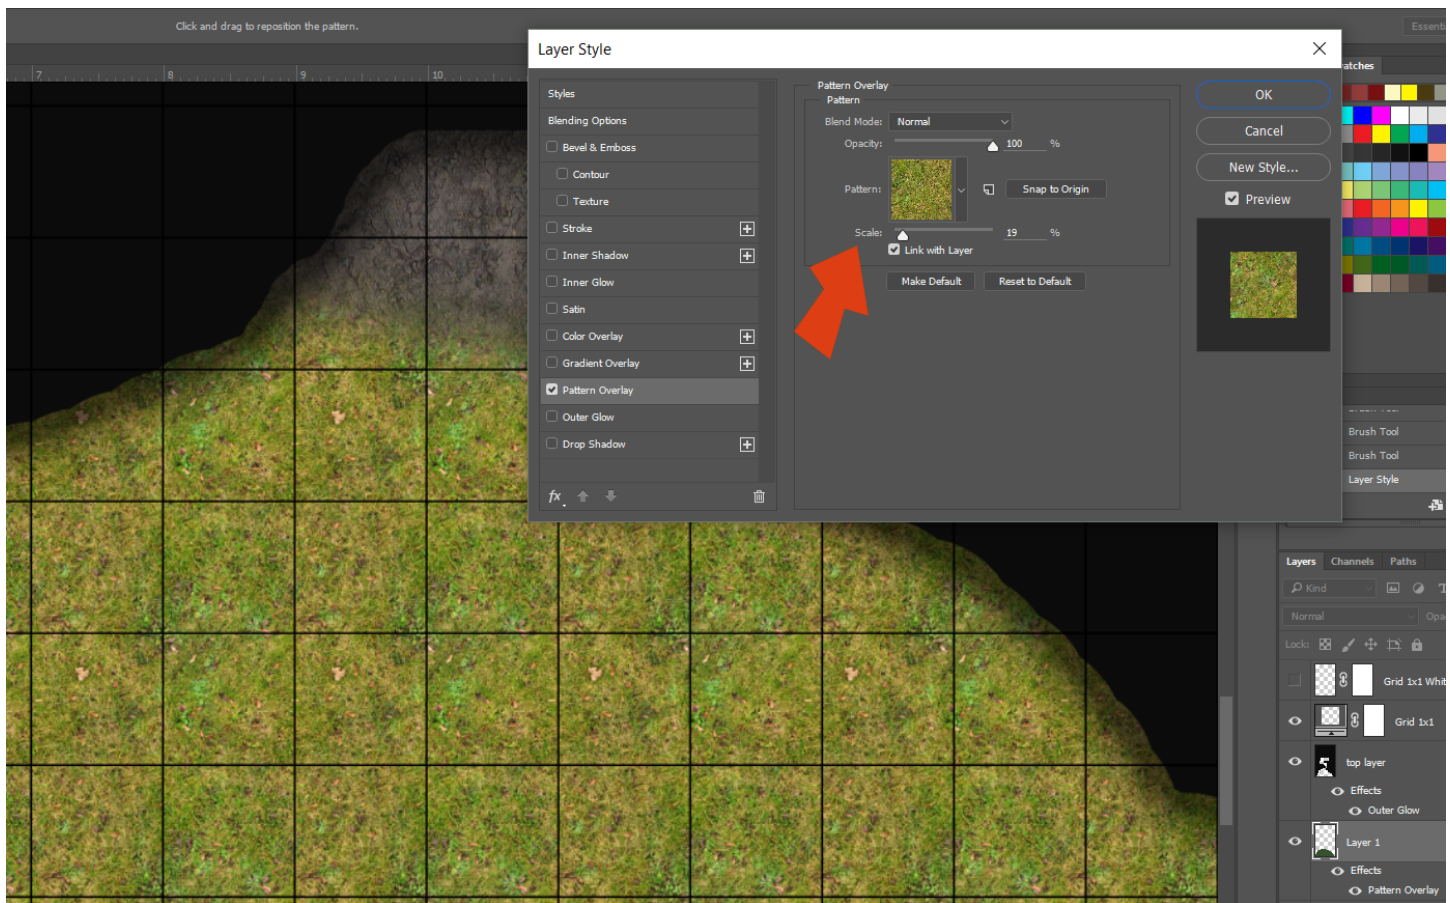 Click and drag to reposition the pattern.
7 8 9 10
Layer Style
Styles
Blending Options
Bevel & Emboss
Contour
Texture
Stroke
Inner Shadow
Inner Glow
Satin
Color Overlay
Gradient Overlay
Pattern Overlay
Outer Glow
Drop Shadow
fx
Pattern Overlay
Pattern
Blend Mode: Normal
Opacity: 100 %
Pattern: Snap to Origin
Scale: 19 %
Link with Layer
Make Default Reset to Default
OK
Cancel
New Style...
Preview
Brush Tool
Brush Tool
Layer Style
Layers Channels Paths
Kind
Normal
Lock:
Grid 1x1 Whit
Grid 1x1
top layer
Effects
Outer Glow
Layer 1
Effects
Pattern Overlay